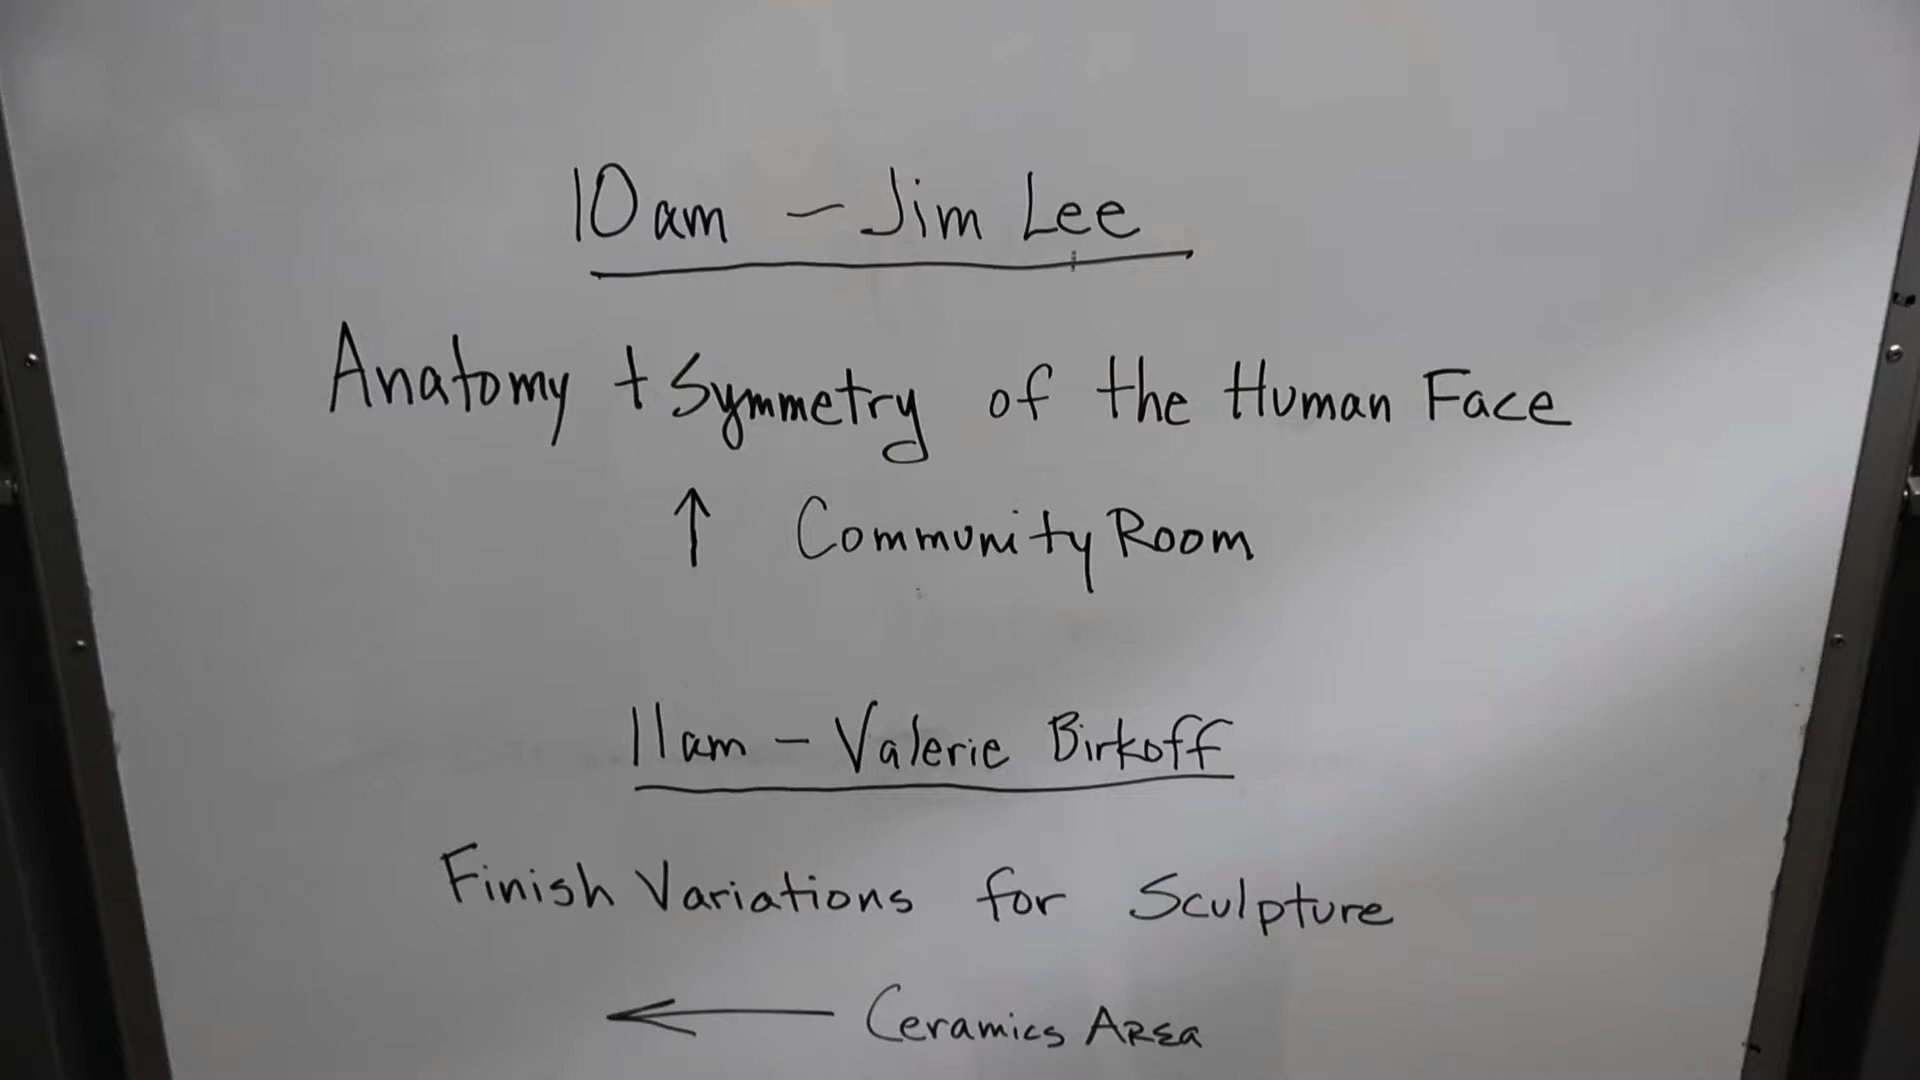 10am - Jim Lee
Anatomy + Symmetry of the Human Face
↑ Community Room
11am - Valerie Birkoff
Finish Variations for Sculpture
← Ceramics Area